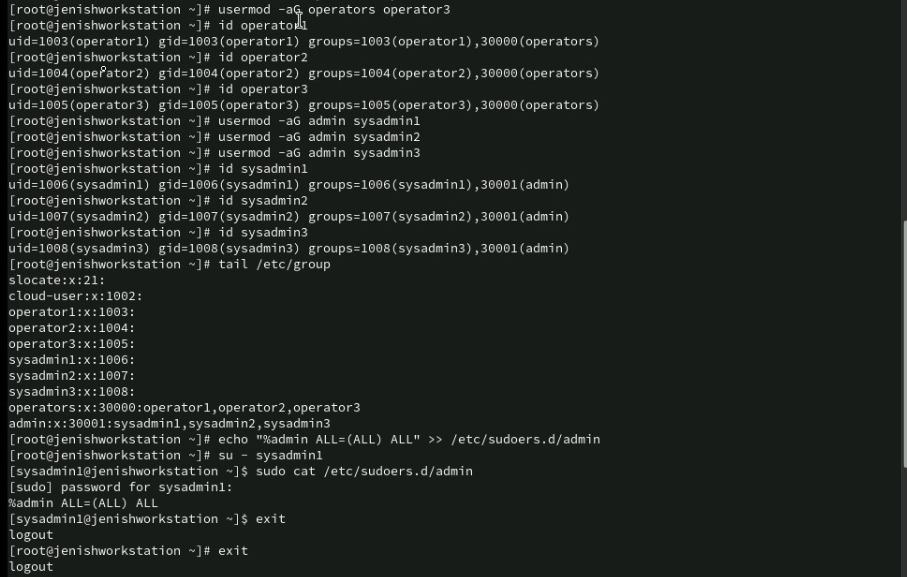 [root@jenishworkstation ~]# usermod -aG operators operator3
[root@jenishworkstation ~]# id operator1
uid=1003(operator1) gid=1003(operator1) groups=1003(operator1),30000(operators)
[root@jenishworkstation ~]# id operator2
uid=1004(operator2) gid=1004(operator2) groups=1004(operator2),30000(operators)
[root@jenishworkstation ~]# id operator3
uid=1005(operator3) gid=1005(operator3) groups=1005(operator3),30000(operators)
[root@jenishworkstation ~]# usermod -aG admin sysadmin1
[root@jenishworkstation ~]# usermod -aG admin sysadmin2
[root@jenishworkstation ~]# usermod -aG admin sysadmin3
[root@jenishworkstation ~]# id sysadmin1
uid=1006(sysadmin1) gid=1006(sysadmin1) groups=1006(sysadmin1),30001(admin)
[root@jenishworkstation ~]# id sysadmin2
uid=1007(sysadmin2) gid=1007(sysadmin2) groups=1007(sysadmin2),30001(admin)
[root@jenishworkstation ~]# id sysadmin3
uid=1008(sysadmin3) gid=1008(sysadmin3) groups=1008(sysadmin3),30001(admin)
[root@jenishworkstation ~]# tail /etc/group
slocate:x:21:
cloud-user:x:1002:
operator1:x:1003:
operator2:x:1004:
operator3:x:1005:
sysadmin1:x:1006:
sysadmin2:x:1007:
sysadmin3:x:1008:
operators:x:30000:operator1,operator2,operator3
admin:x:30001:sysadmin1,sysadmin2,sysadmin3
[root@jenishworkstation ~]# echo "%admin ALL=(ALL) ALL" >> /etc/sudoers.d/admin
[root@jenishworkstation ~]# su - sysadmin1
[sysadmin1@jenishworkstation ~]$ sudo cat /etc/sudoers.d/admin
[sudo] password for sysadmin1:
%admin ALL=(ALL) ALL
[sysadmin1@jenishworkstation ~]$ exit
logout
[root@jenishworkstation ~]# exit
logout